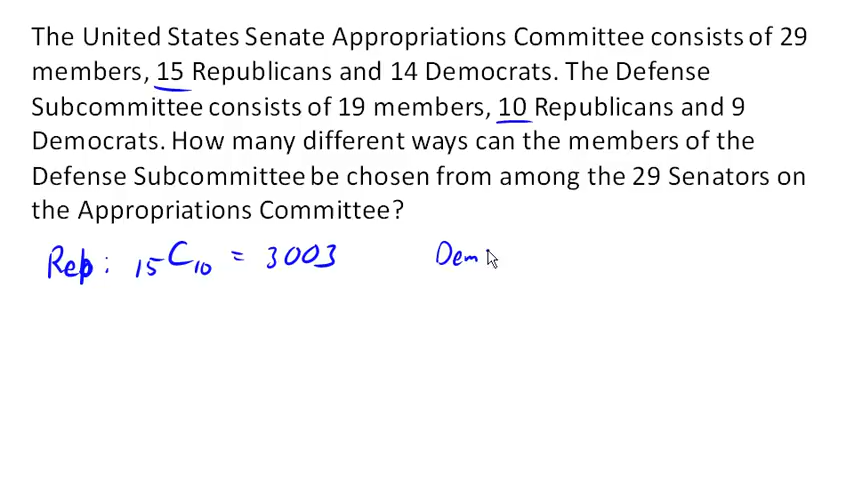 The United States Senate Appropriations Committee consists of 29
members, 15 Republicans and 14 Democrats. The Defense
Subcommittee consists of 19 members, 10 Republicans and 9
Democrats. How many different ways can the members of the
Defense Subcommittee be chosen from among the 29 Senators on
the Appropriations Committee?
Rep: 15C10 = 3003 Dem